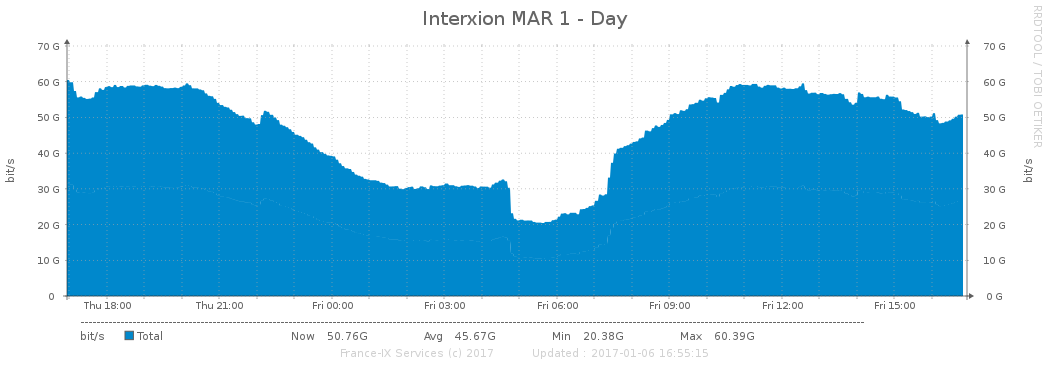 Interxion MAR 1 - Day
RRDTOOL / TOBI OETIKER
bit/s
70 G 70 G
60 G 60 G
50 G 50 G
40 G 40 G
30 G 30 G
20 G 20 G
10 G 10 G
0 0 G
bit/s
Thu 18:00 Thu 21:00 Fri 00:00 Fri 03:00 Fri 06:00 Fri 09:00 Fri 12:00 Fri 15:00
bit/s Total Now 50.76G Avg 45.67G Min 20.38G Max 60.39G
France-IX Services (c) 2017 Updated : 2017-01-06 16:55:15